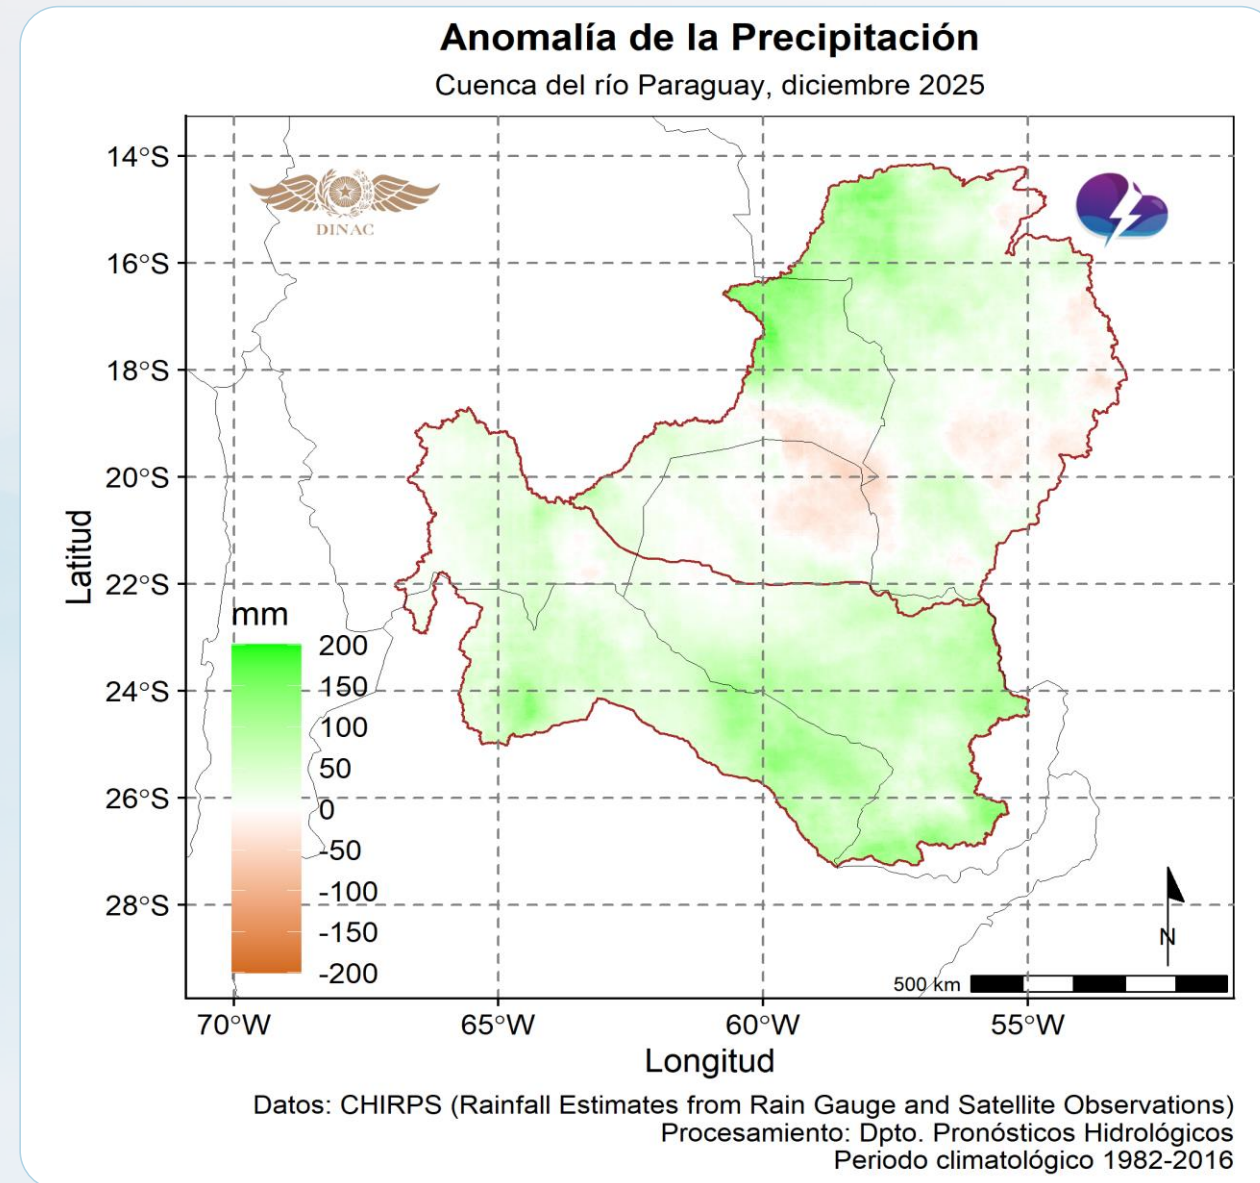 Anomalía de la Precipitación
Cuenca del río Paraguay, diciembre 2025
14°S
16°S
18°S
20°S
22°S
24°S
26°S
28°S
Latitud
DINAC
mm
200
150
100
50
0
-50
-100
-150
-200
N
500 km
70°W
65°W
60°W
55°W
Longitud
Datos: CHIRPS (Rainfall Estimates from Rain Gauge and Satellite Observations)
Procesamiento: Dpto. Pronósticos Hidrológicos
Periodo climatológico 1982-2016